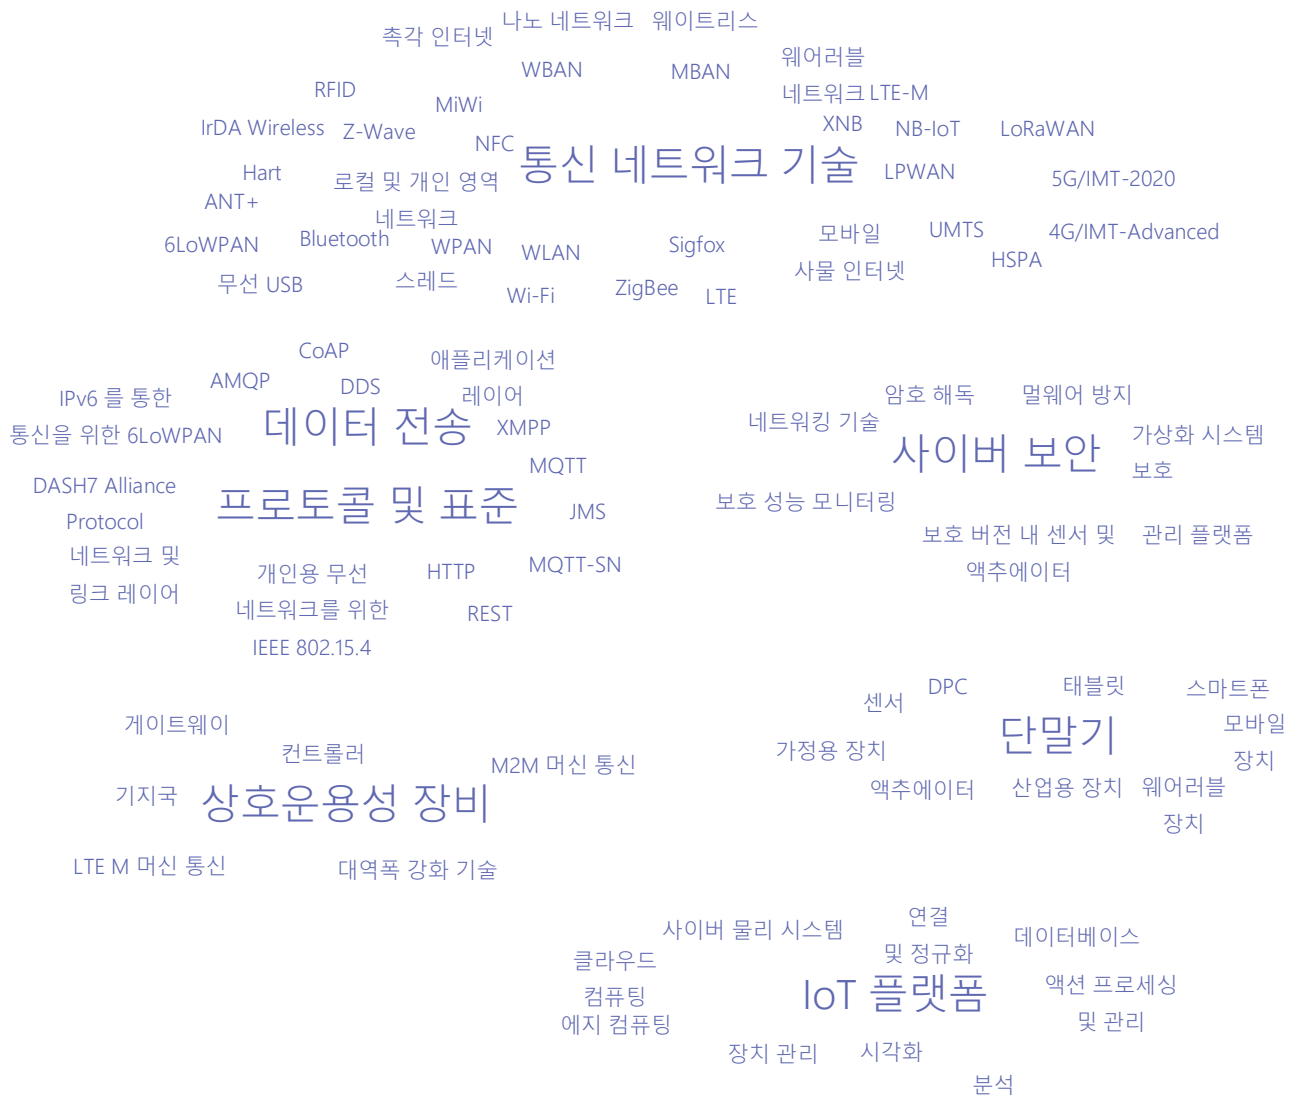 나노 네트워크
웨이트리스
촉각 인터넷
웨어러블
네트워크
WBAN
MBAN
RFID
MiWi
LTE-M
IrDA Wireless
Z-Wave
NFC
XNB
NB-IoT
LoRaWAN
통신 네트워크 기술
Hart
로컬 및 개인 영역
네트워크
LPWAN
5G/IMT-2020
ANT+
6LoWPAN
Bluetooth
WPAN
WLAN
Sigfox
모바일
사물 인터넷
UMTS
4G/IMT-Advanced
HSPA
무선 USB
스레드
Wi-Fi
ZigBee
LTE
CoAP
애플리케이션
레이어
AMQP
DDS
IPv6 를 통한
통신을 위한 6LoWPAN
데이터 전송
XMPP
MQTT
DASH7 Alliance
Protocol
프로토콜 및 표준
JMS
네트워크 및
링크 레이어
개인용 무선
네트워크를 위한
IEEE 802.15.4
HTTP
MQTT-SN
REST
암호 해독
멀웨어 방지
네트워킹 기술
사이버 보안
가상화 시스템
보호
보호 성능 모니터링
보호 버전 내 센서 및
액추에이터
관리 플랫폼
게이트웨이
컨트롤러
M2M 머신 통신
기지국
상호운용성 장비
LTE M 머신 통신
대역폭 강화 기술
센서
DPC
태블릿
스마트폰
단말기
모바일
장치
가정용 장치
액추에이터
산업용 장치
웨어러블
장치
사이버 물리 시스템
연결
및 정규화
데이터베이스
클라우드
컴퓨팅
IoT 플랫폼
액션 프로세싱
및 관리
에지 컴퓨팅
장치 관리
시각화
분석